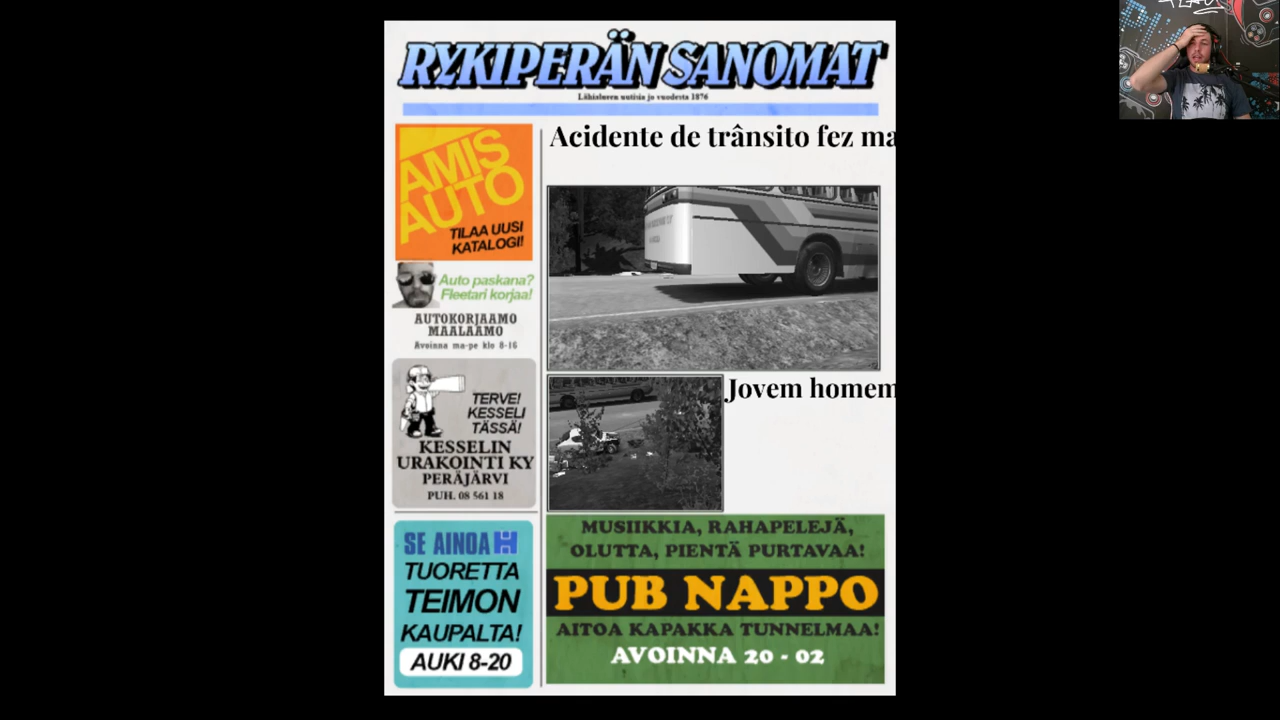 RYKIPERÄN SANOMAT
Lähialueen uutisia jo vuodesta 1876
AMIS
AUTO
TILAA UUSI
KATALOGI!
Auto paskana?
Fleetari korjaa!
AUTOKORJAAMO
MAALAAMO
Avoinna ma-pe klo 8-16
TERVE!
KESSELI
TÄSSÄ!
KESSELIN
URAKOINTI KY
PERÄJÄRVI
PUH. 08 561 18
SE AINOA H
TUORETTA
TEIMON
KAUPALTA!
AUKI 8-20
Acidente de trânsito fez ma
Jovem homem
MUSIIKKIA, RAHAPELEJÄ,
OLUTTA, PIENTÄ PURTAVAA!
PUB NAPPO
AITOA KAPAKKA TUNNELMAA!
AVOINNA 20 - 02